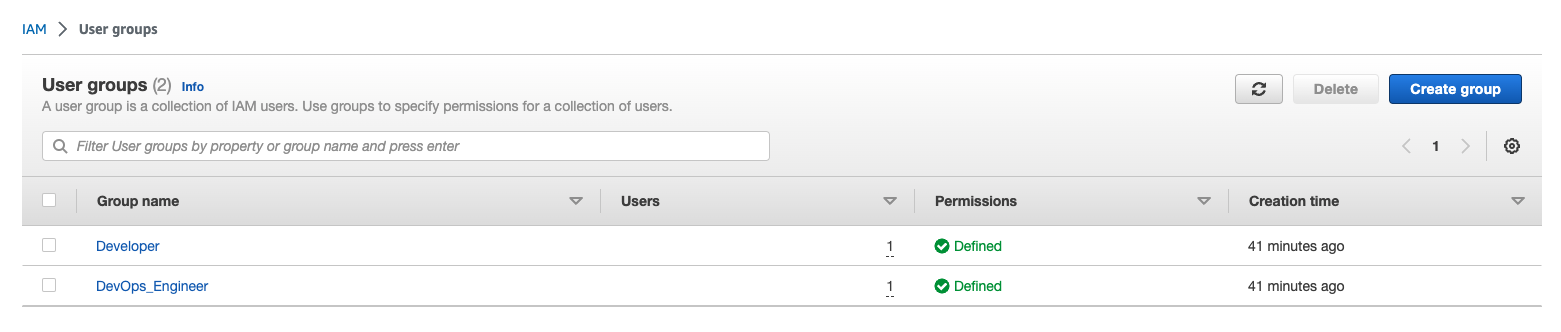 IAM > User groups
User groups (2) Info
A user group is a collection of IAM users. Use groups to specify permissions for a collection of users.
Delete
Create group
Filter User groups by property or group name and press enter
1
Group name Users Permissions Creation time
Developer 1 Defined 41 minutes ago
DevOps_Engineer 1 Defined 41 minutes ago